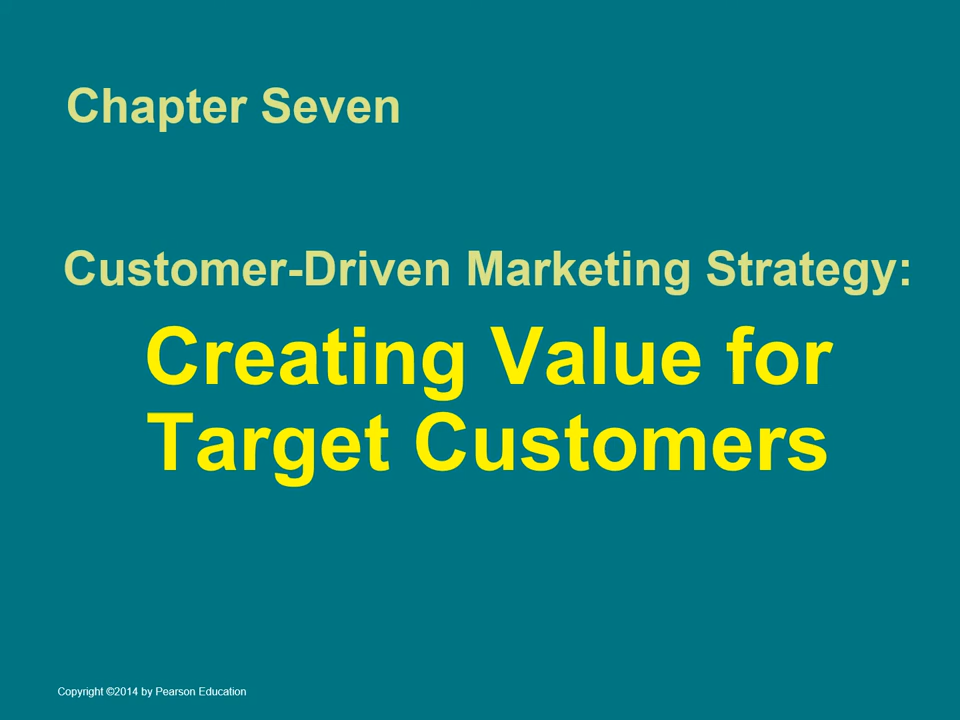 Chapter Seven
Customer-Driven Marketing Strategy:
Creating Value for
Target Customers
Copyright ©2014 by Pearson Education